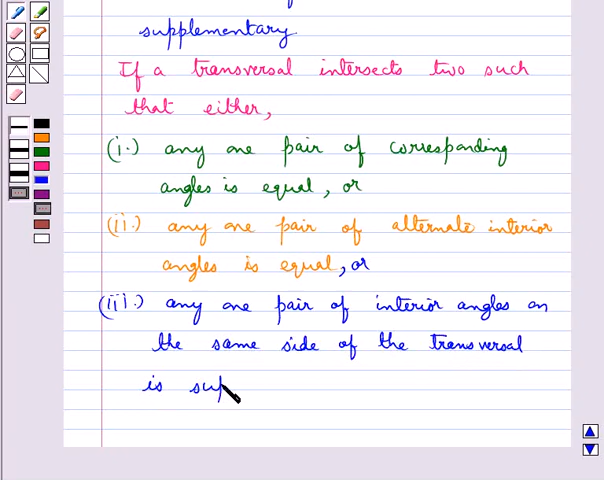 supplementary
If a transversal intersects two such
that either,
(i.) any one pair of corresponding
angles is equal, or
(ii.) any one pair of alternate interior
angles is equal, or
(iii.) any one pair of interior angles on
the same side of the transversal
is sup